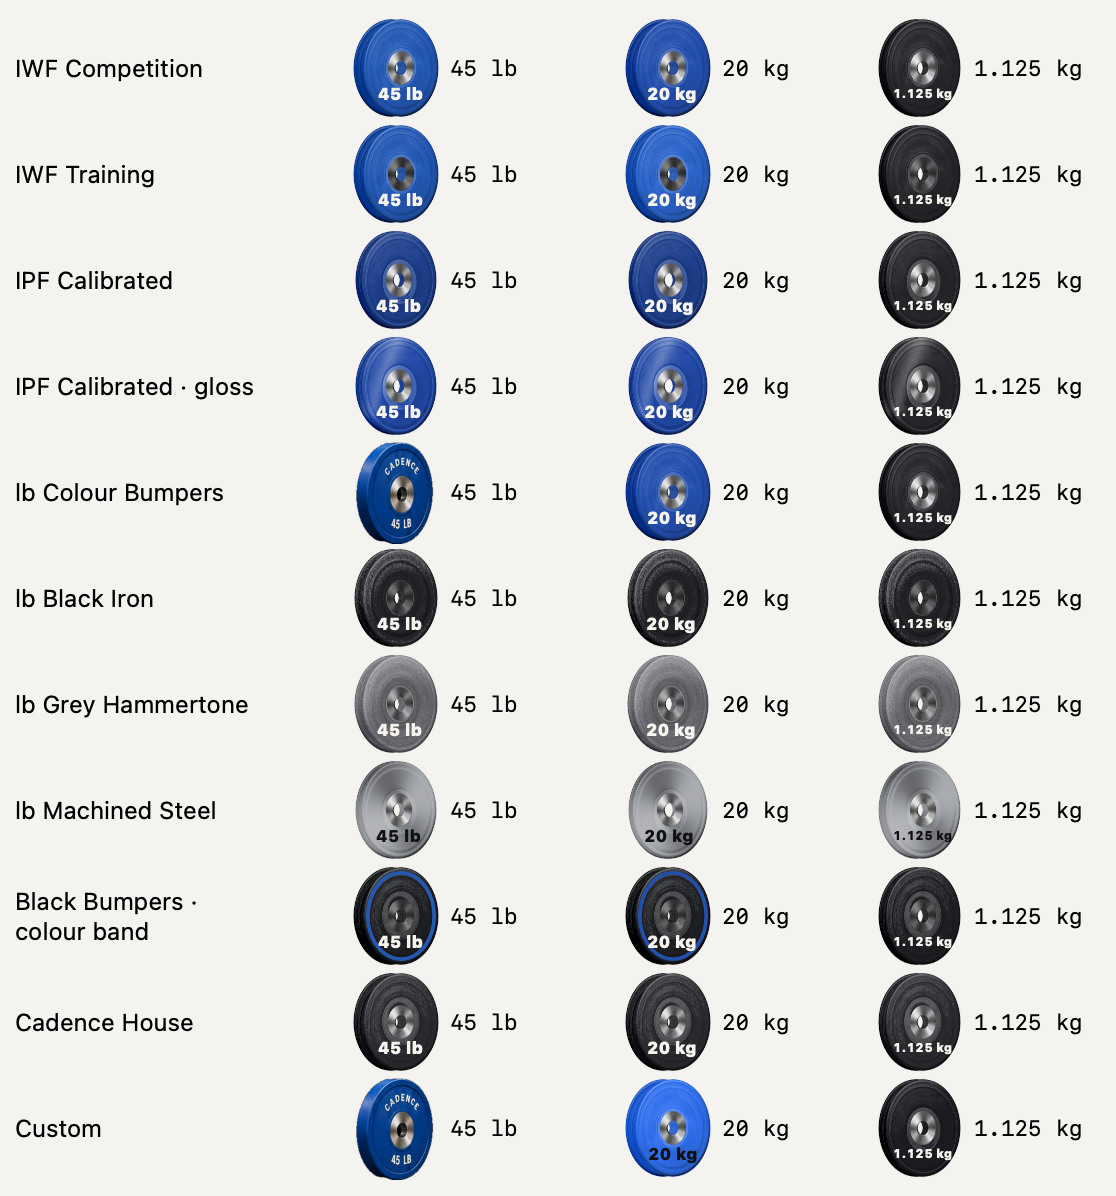 IWF Competition
45 lb
45 lb
20 kg
20 kg
1.125 kg
1.125 kg
IWF Training
45 lb
45 lb
20 kg
20 kg
1.125 kg
1.125 kg
IPF Calibrated
45 lb
45 lb
20 kg
20 kg
1.125 kg
1.125 kg
IPF Calibrated · gloss
45 lb
45 lb
20 kg
20 kg
1.125 kg
1.125 kg
lb Colour Bumpers
CADENCE
45 LB
45 lb
20 kg
20 kg
1.125 kg
1.125 kg
lb Black Iron
45 lb
45 lb
20 kg
20 kg
1.125 kg
1.125 kg
lb Grey Hammertone
45 lb
45 lb
20 kg
20 kg
1.125 kg
1.125 kg
lb Machined Steel
45 lb
45 lb
20 kg
20 kg
1.125 kg
1.125 kg
Black Bumpers ·
colour band
45 lb
45 lb
20 kg
20 kg
1.125 kg
1.125 kg
Cadence House
45 lb
45 lb
20 kg
20 kg
1.125 kg
1.125 kg
Custom
CADENCE
45 LB
45 lb
20 kg
20 kg
1.125 kg
1.125 kg